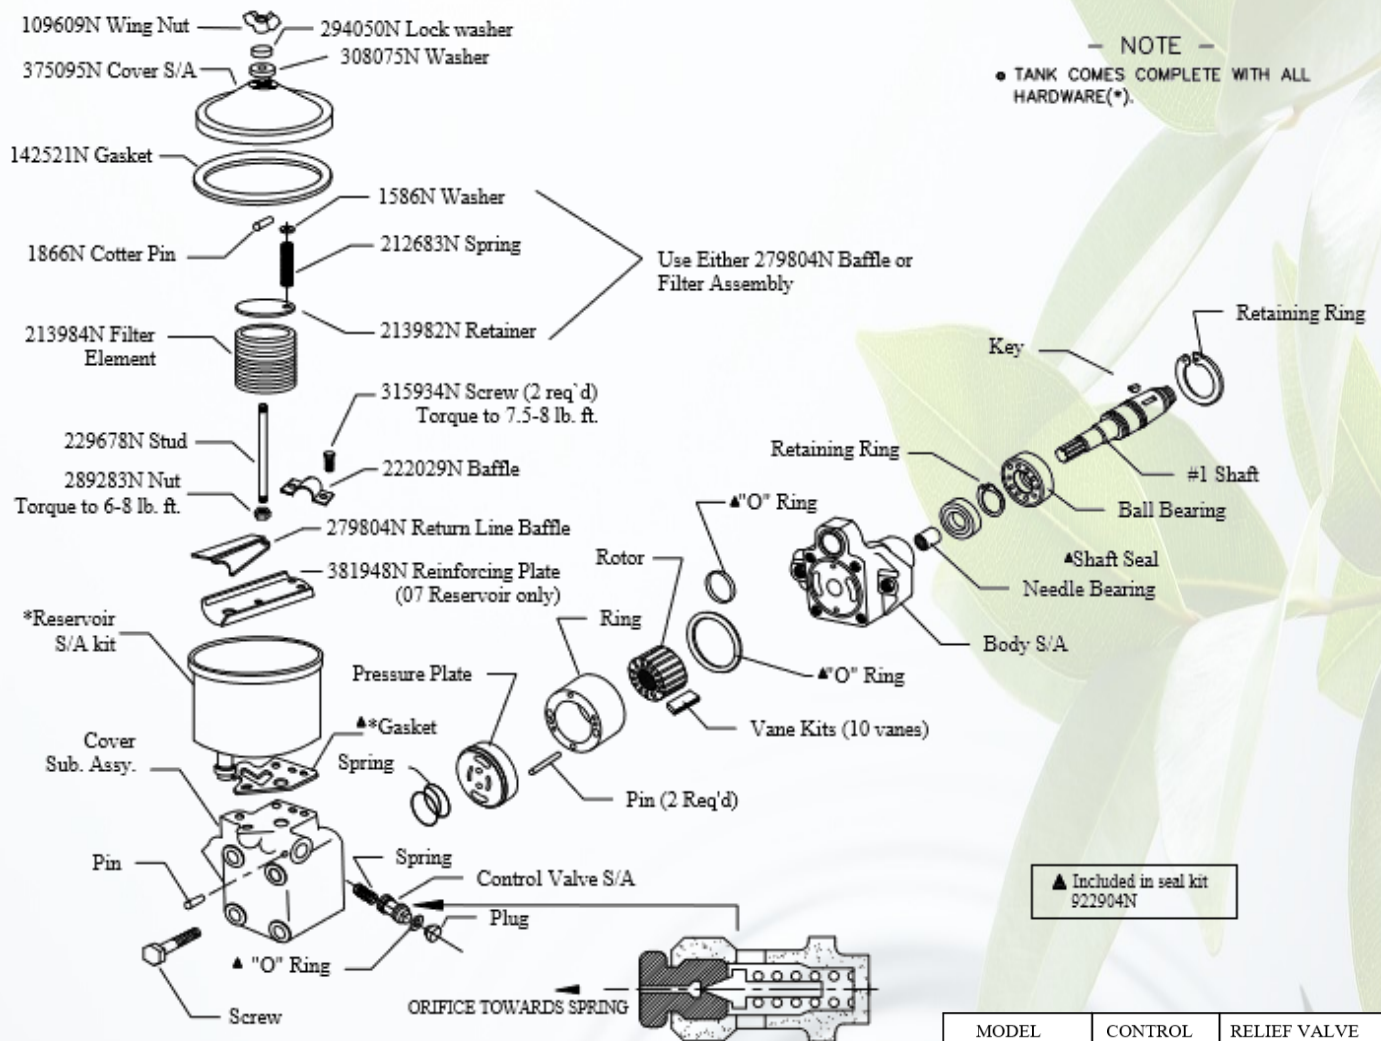 109609N Wing Nut
294050N Lock washer
308075N Washer
375095N Cover S/A
142521N Gasket
1586N Washer
1866N Cotter Pin
212683N Spring
213982N Retainer
Use Either 279804N Baffle or
Filter Assembly
213984N Filter
Element
315934N Screw (2 req`d)
Torque to 7.5-8 lb. ft.
229678N Stud
222029N Baffle
289283N Nut
Torque to 6-8 lb. ft.
279804N Return Line Baffle
381948N Reinforcing Plate
(07 Reservoir only)
*Reservoir
S/A kit
▲*Gasket
Cover
Sub. Assy.
Pin
Screw
Spring
Control Valve S/A
Plug
▲ "O" Ring
ORIFICE TOWARDS SPRING
Spring
Pressure Plate
Pin (2 Req'd)
Ring
Rotor
Vane Kits (10 vanes)
▲"O" Ring
▲"O" Ring
Body S/A
Needle Bearing
▲Shaft Seal
Retaining Ring
Ball Bearing
#1 Shaft
Key
Retaining Ring
– NOTE –
• TANK COMES COMPLETE WITH ALL
HARDWARE(*).
▲ Included in seal kit
922904N
MODEL CONTROL RELIEF VALVE